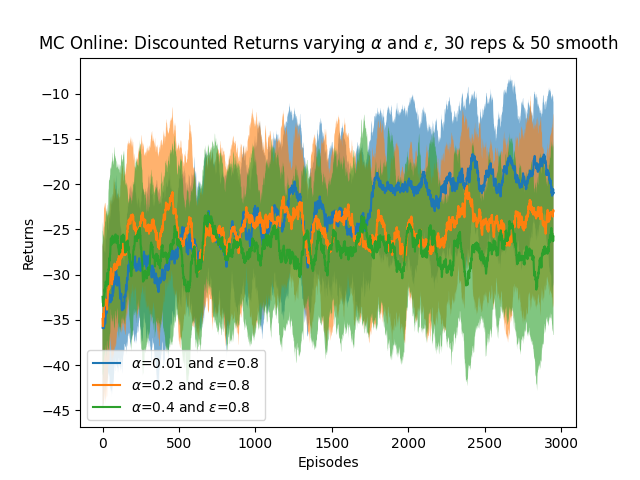 MC Online: Discounted Returns varying α and ε, 30 reps & 50 smooth
−10
−15
−20
−25
−30
−35
−40
−45
Returns
α=0.01 and ε=0.8
α=0.2 and ε=0.8
α=0.4 and ε=0.8
0 500 1000 1500 2000 2500 3000
Episodes